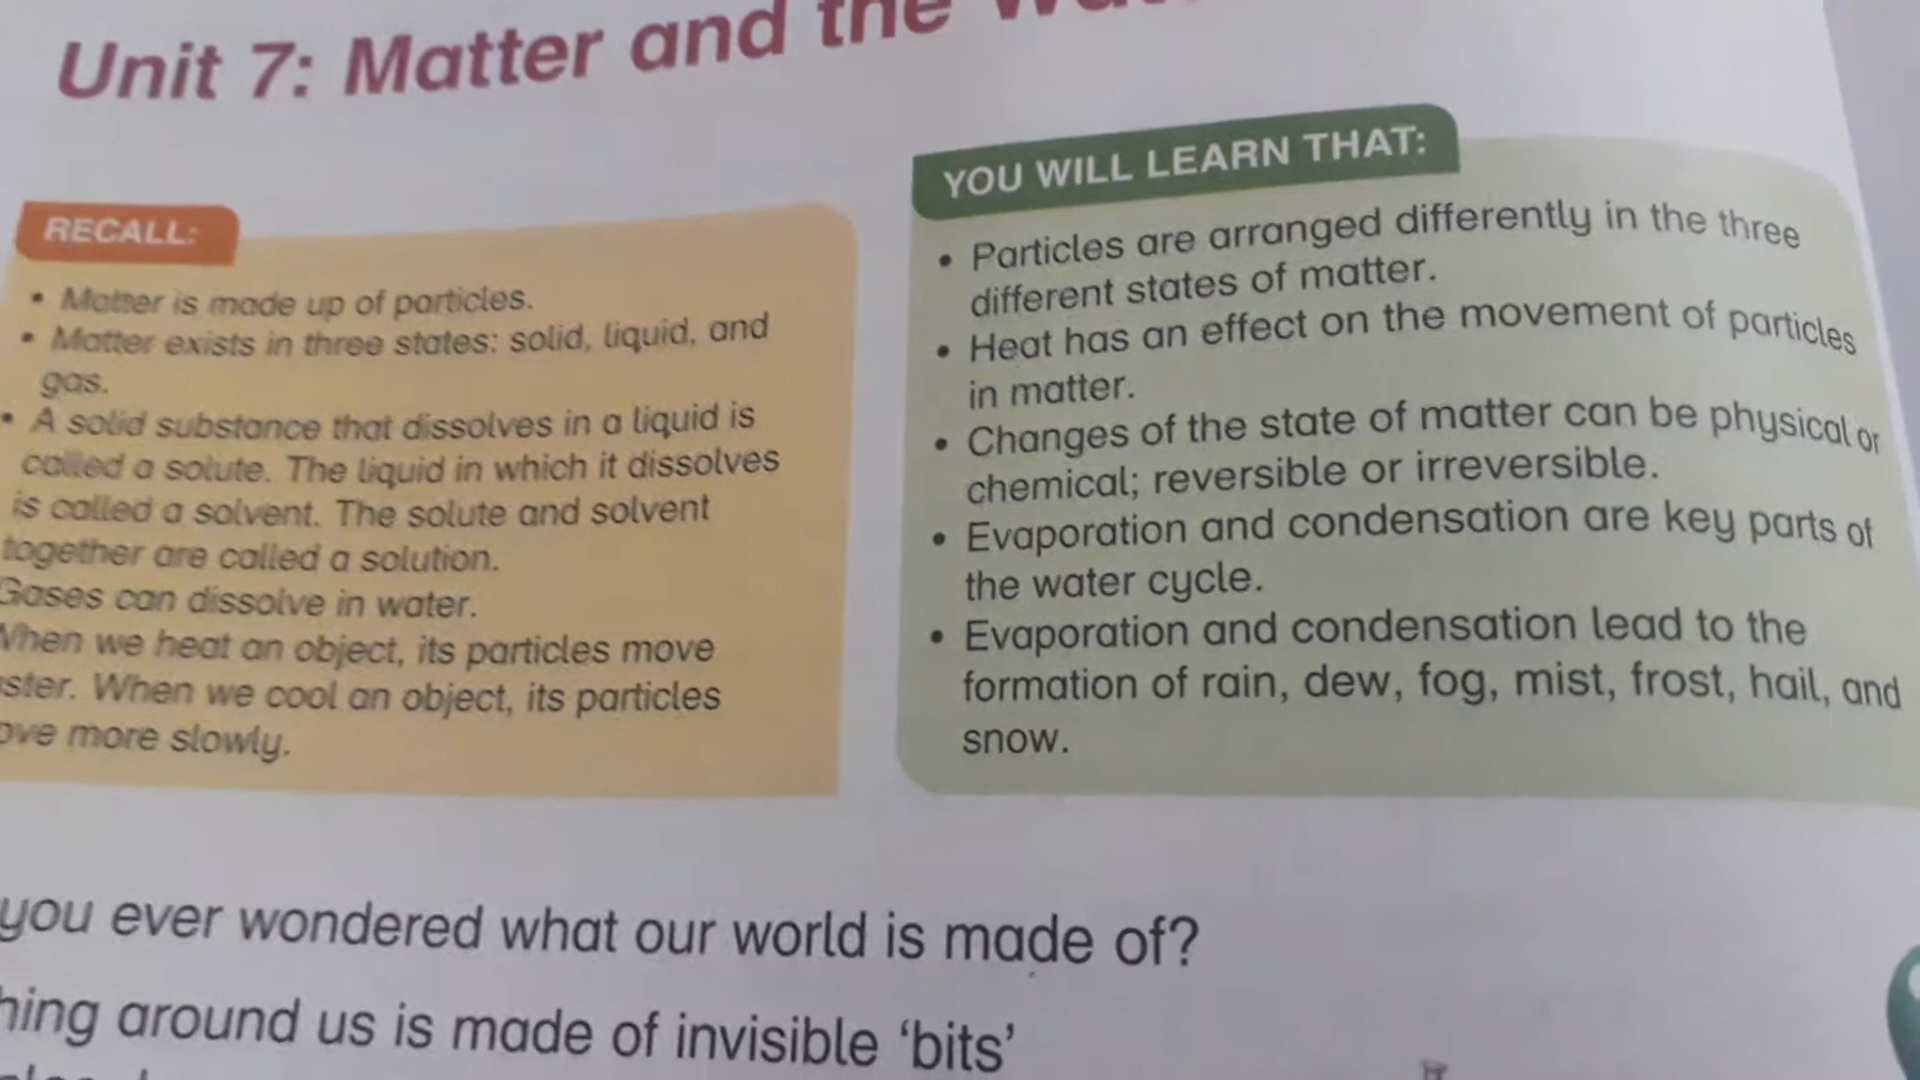 Unit 7: Matter and the
RECALL:
• Matter is made up of particles.
• Matter exists in three states: solid, liquid, and
gas.
• A solid substance that dissolves in a liquid is
called a solute. The liquid in which it dissolves
is called a solvent. The solute and solvent
together are called a solution.
Gases can dissolve in water.
When we heat an object, its particles move
ster. When we cool an object, its particles
ove more slowly.
YOU WILL LEARN THAT:
• Particles are arranged differently in the three
different states of matter.
• Heat has an effect on the movement of particles
in matter.
• Changes of the state of matter can be physical or
chemical; reversible or irreversible.
• Evaporation and condensation are key parts of
the water cycle.
• Evaporation and condensation lead to the
formation of rain, dew, fog, mist, frost, hail, and
snow.
you ever wondered what our world is made of?
hing around us is made of invisible ‘bits’